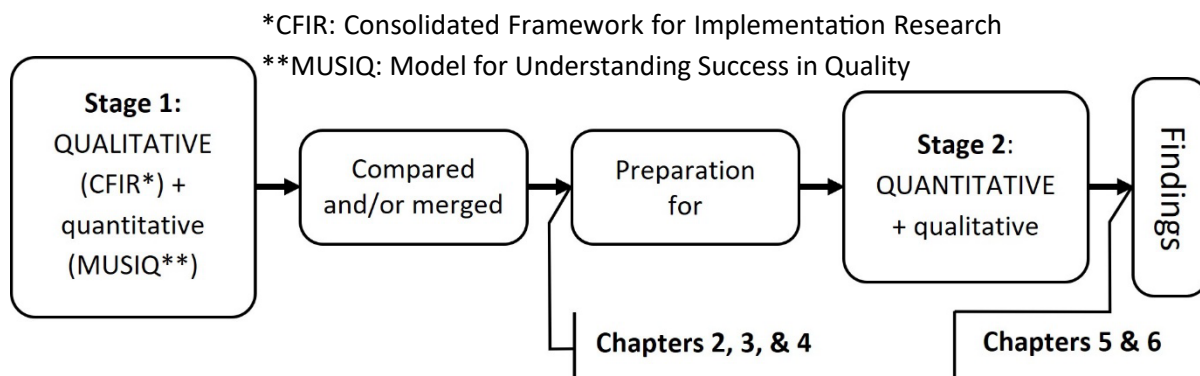 *CFIR: Consolidated Framework for Implementation Research
**MUSIQ: Model for Understanding Success in Quality
Stage 1:
QUALITATIVE
(CFIR*) +
quantitative
(MUSIQ**)
Compared
and/or merged
Preparation
for
Stage 2:
QUANTITATIVE
+ qualitative
Findings
Chapters 2, 3, & 4
Chapters 5 & 6